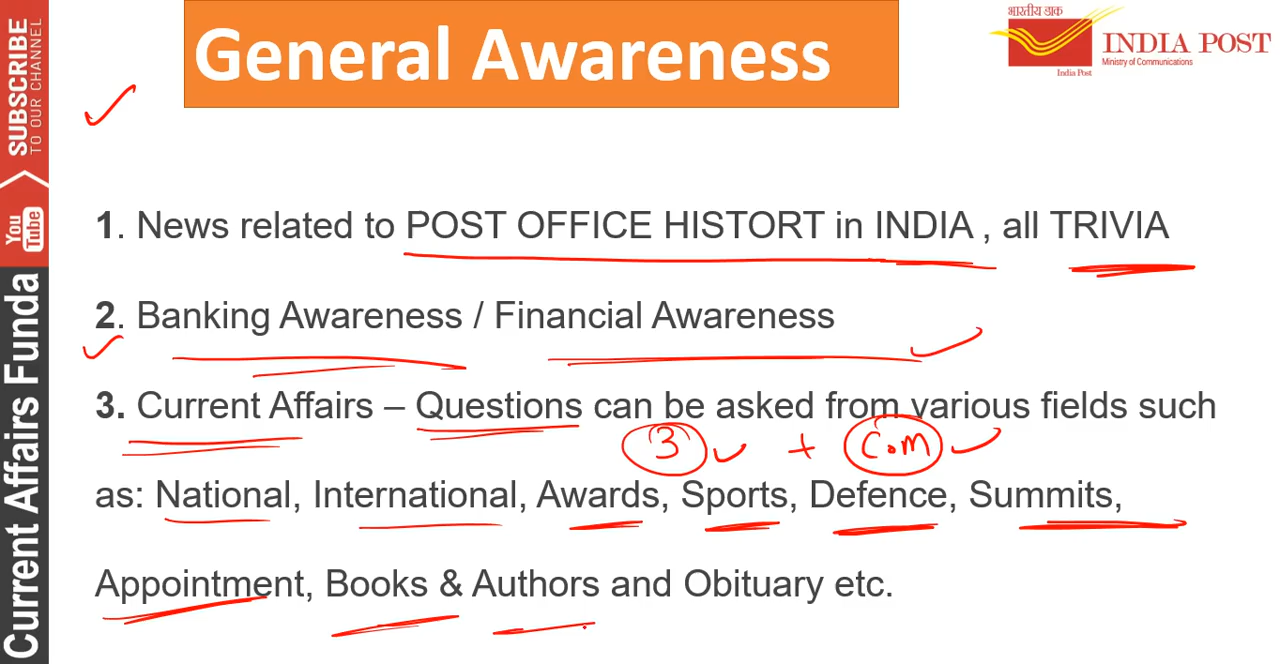 General Awareness
भारतीय डाक
India Post
INDIA POST
Ministry of Communications
SUBSCRIBE
TO OUR CHANNEL
You Tube
Current Affairs Funda
1. News related to POST OFFICE HISTORT in INDIA , all TRIVIA
2. Banking Awareness / Financial Awareness
3. Current Affairs – Questions can be asked from various fields such
3 + Com
as: National, International, Awards, Sports, Defence, Summits,
Appointment, Books & Authors and Obituary etc.